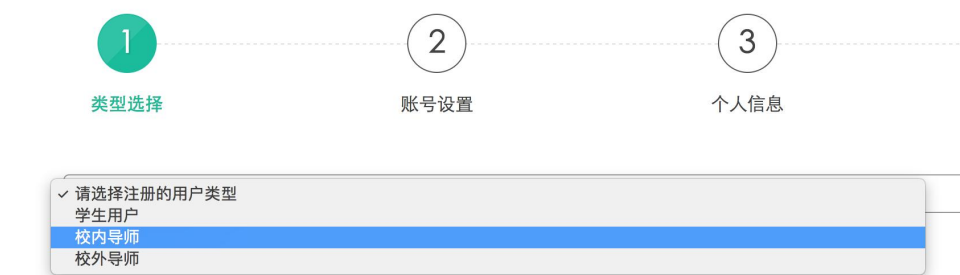 1
2
3
类型选择
账号设置
个人信息
请选择注册的用户类型
学生用户
校内导师
校外导师